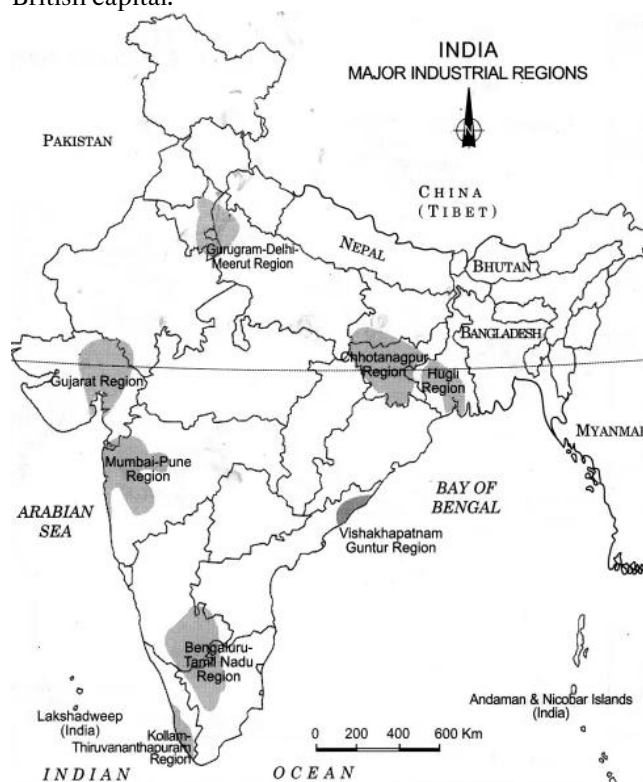 British capital.
INDIA
MAJOR INDUSTRIAL REGIONS
N
PAKISTAN
CHINA
(TIBET)
NEPAL
BHUTAN
Gurugram-Delhi-
Meerut Region
BANGLADESH
Chhotanagpur
Region
Hugli
Region
Gujarat Region
MYANMAR
Mumbai-Pune
Region
ARABIAN
SEA
BAY OF
BENGAL
Vishakhapatnam
Guntur Region
Bengaluru-
Tamil Nadu
Region
Lakshadweep
(India)
Kollam-
Thiruvananthapuram
Region
Andaman & Nicobar Islands
(India)
0 200 400 600 Km
INDIAN OCEAN